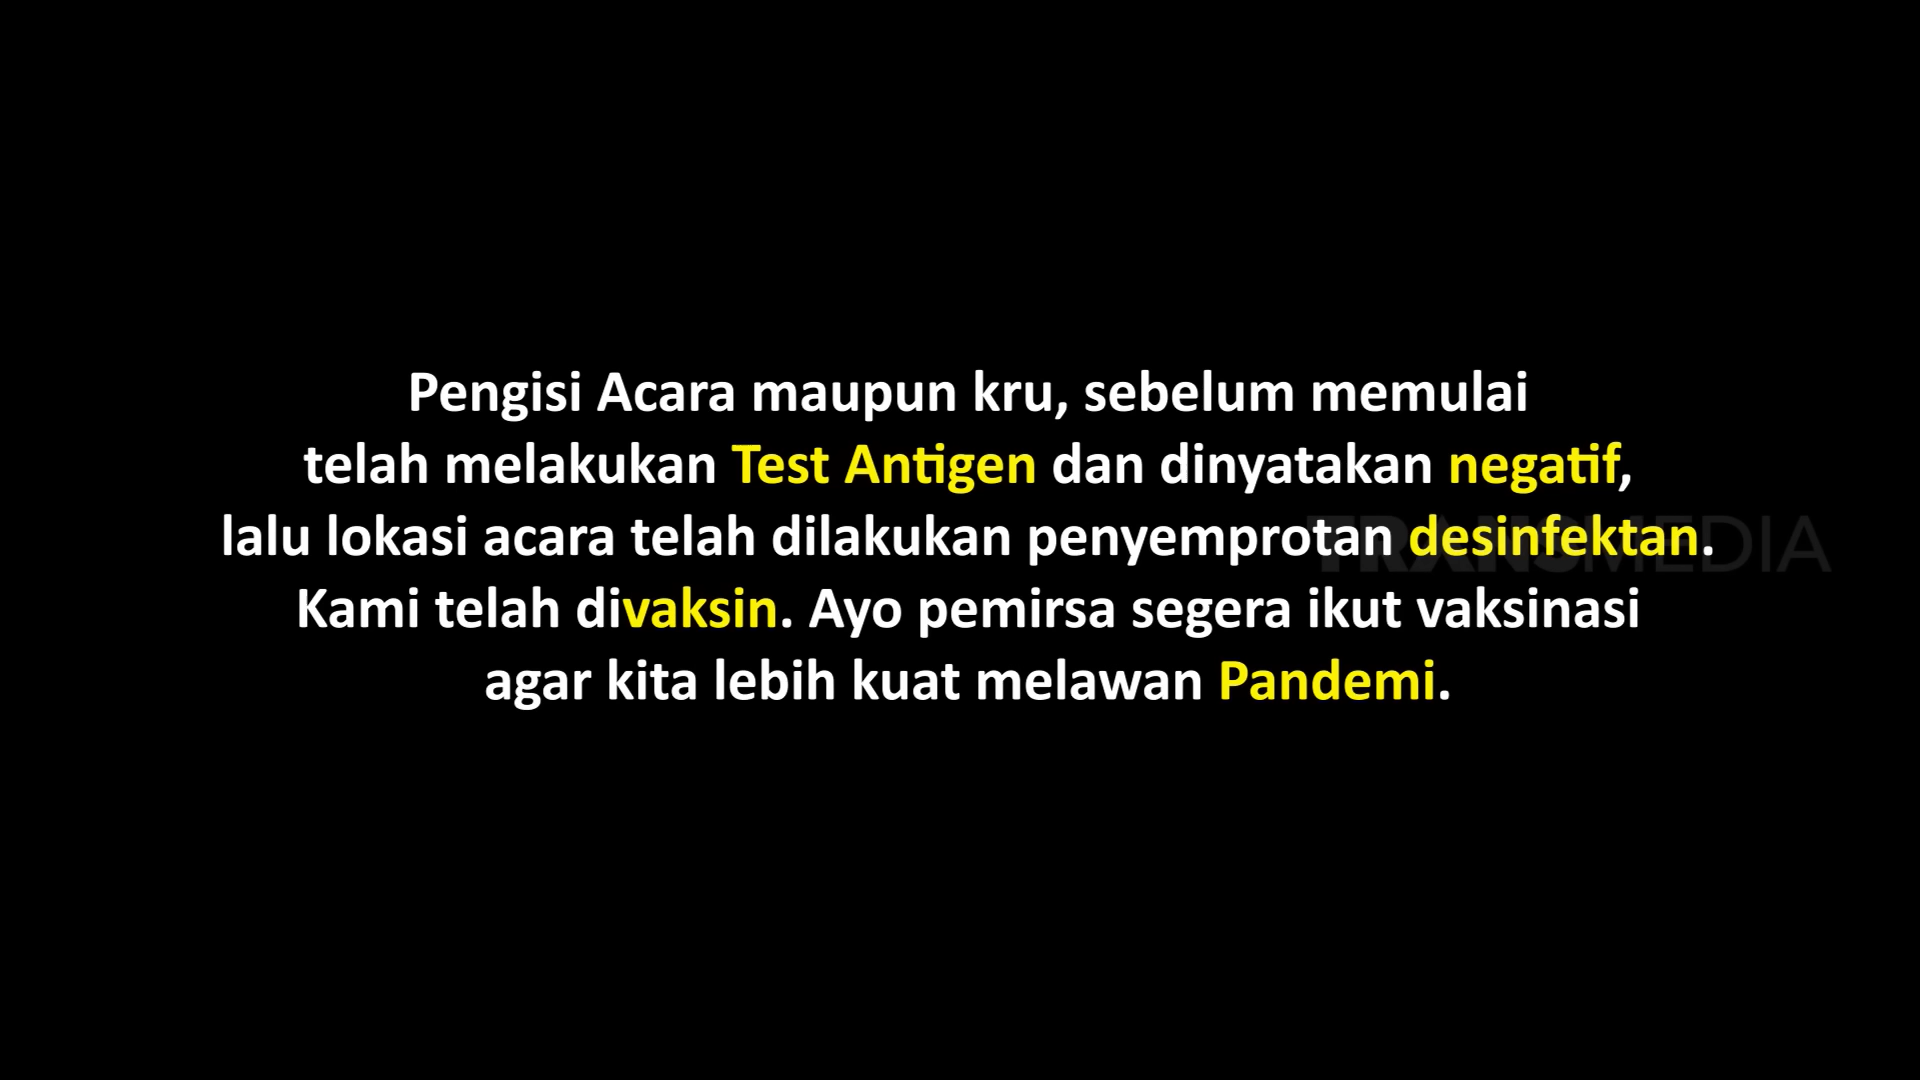 Pengisi Acara maupun kru, sebelum memulai
telah melakukan Test Antigen dan dinyatakan negatif,
lalu lokasi acara telah dilakukan penyemprotan desinfektan.
TRANSMEDIA
Kami telah divaksin. Ayo pemirsa segera ikut vaksinasi
agar kita lebih kuat melawan Pandemi.